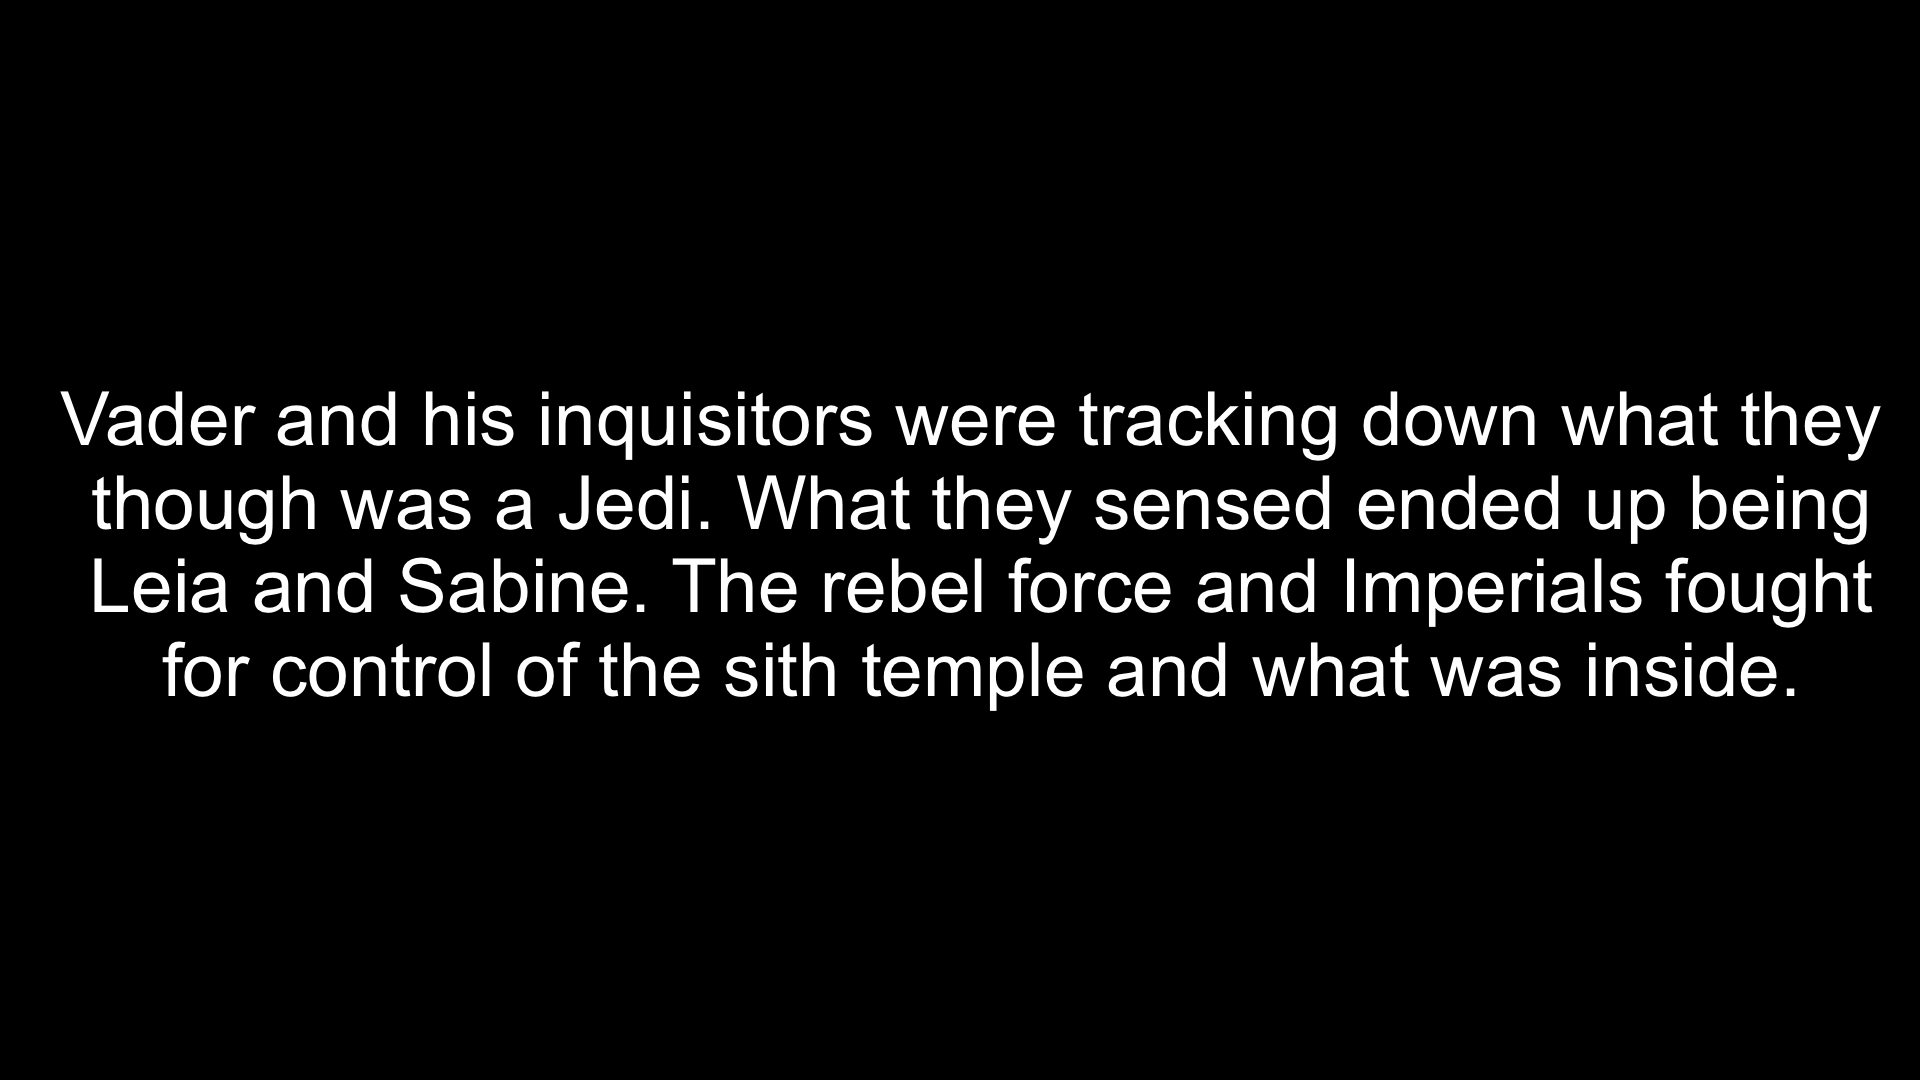 Vader and his inquisitors were tracking down what they
though was a Jedi. What they sensed ended up being
Leia and Sabine. The rebel force and Imperials fought
for control of the sith temple and what was inside.